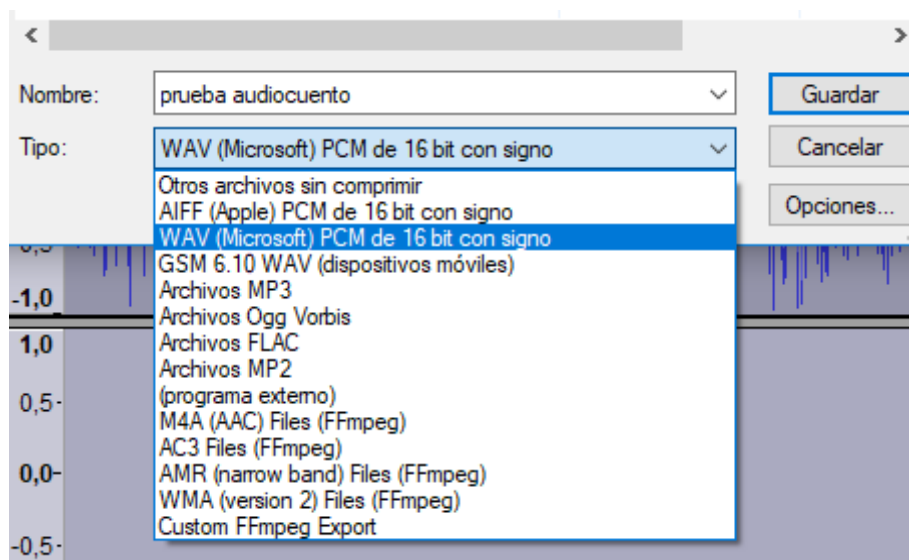 Nombre: prueba audiocuento Guardar
Tipo: WAV (Microsoft) PCM de 16 bit con signo Cancelar
Otros archivos sin comprimir
AIFF (Apple) PCM de 16 bit con signo Opciones...
WAV (Microsoft) PCM de 16 bit con signo
GSM 6.10 WAV (dispositivos móviles)
-1,0 Archivos MP3
Archivos Ogg Vorbis
1,0 Archivos FLAC
Archivos MP2
0,5- (programa externo)
M4A (AAC) Files (FFmpeg)
AC3 Files (FFmpeg)
0,0- AMR (narrow band) Files (FFmpeg)
WMA (version 2) Files (FFmpeg)
Custom FFmpeg Export
-0,5-